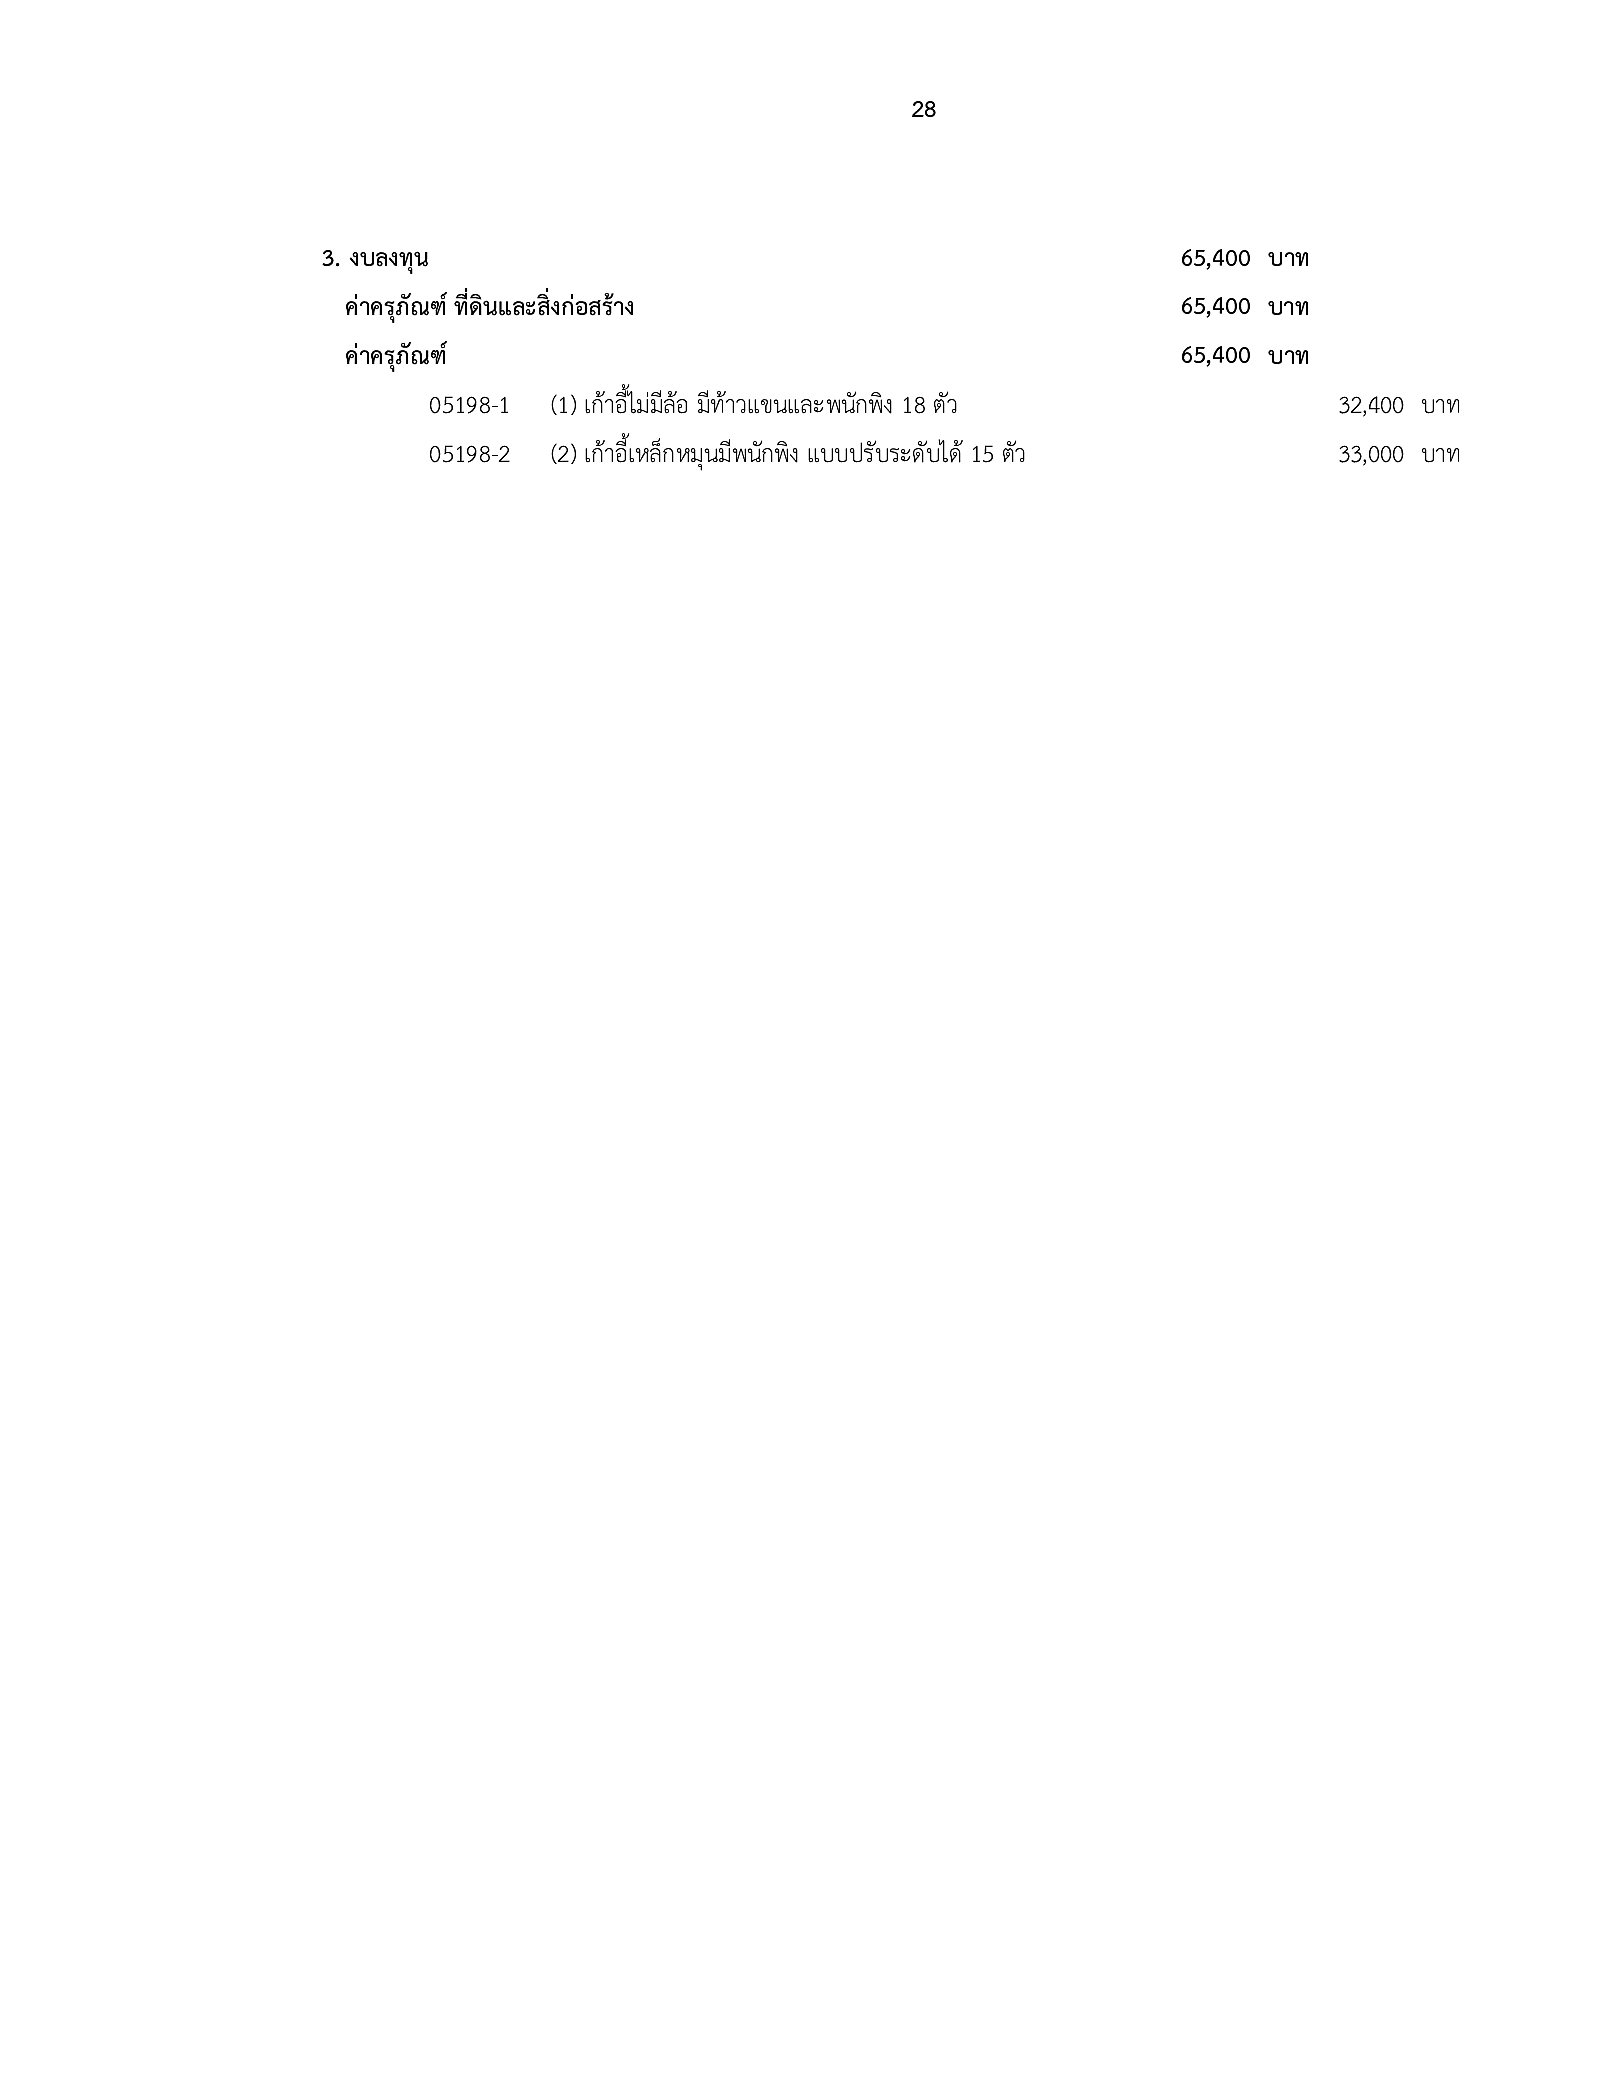 28
3. งบลงทุน 65,400 บาท
ค่าครุภัณฑ์ ที่ดินและสิ่งก่อสร้าง 65,400 บาท
ค่าครุภัณฑ์ 65,400 บาท
05198-1 (1) เก้าอี้ไม่มีล้อ มีท้าวแขนและพนักพิง 18 ตัว 32,400 บาท
05198-2 (2) เก้าอี้เหล็กหมุนมีพนักพิง แบบปรับระดับได้ 15 ตัว 33,000 บาท